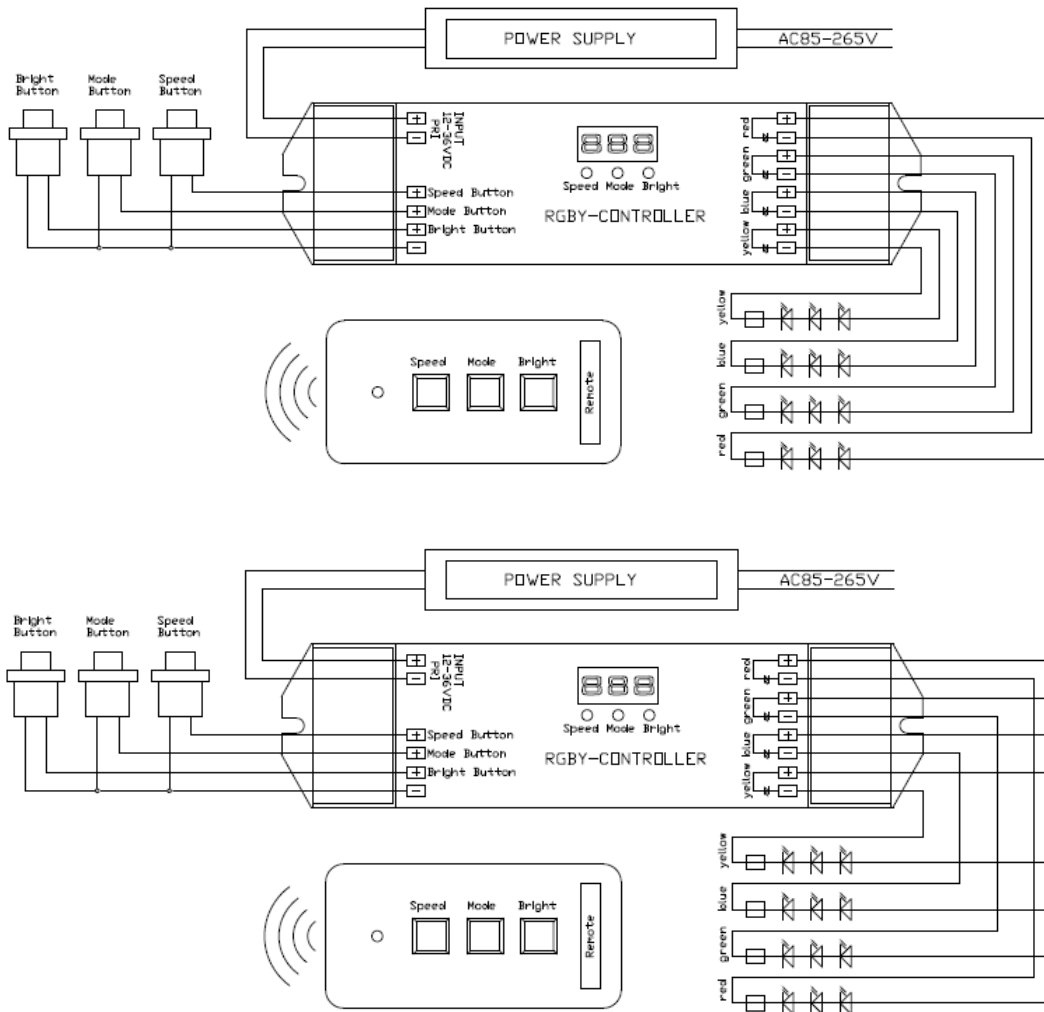 POWER SUPPLY
AC85-265V
Bright Button
Mode Button
Speed Button
+
-
INPUT
12-36VDC
PRI
+ Speed Button
+ Mode Button
+ Bright Button
-
888
Speed Mode Bright
RGBY-CONTROLLER
red
green
blue
yellow
+
-
+
-
+
-
+
-
yellow
blue
green
red
Speed Mode Bright
Remote
POWER SUPPLY
AC85-265V
Bright Button
Mode Button
Speed Button
+
-
INPUT
12-36VDC
PRI
+ Speed Button
+ Mode Button
+ Bright Button
-
888
Speed Mode Bright
RGBY-CONTROLLER
red
green
blue
yellow
+
-
+
-
+
-
+
-
yellow
blue
green
red
Speed Mode Bright
Remote